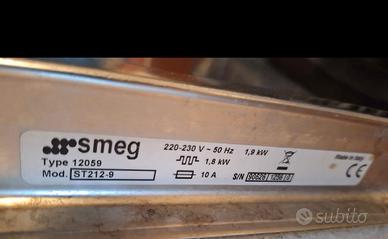 smeg
Type 12059
Mod. ST212-9
220-230 V ~ 50 Hz 1,9 kW
1,8 kW
10 A S/N
Made in Italy
CE
subito